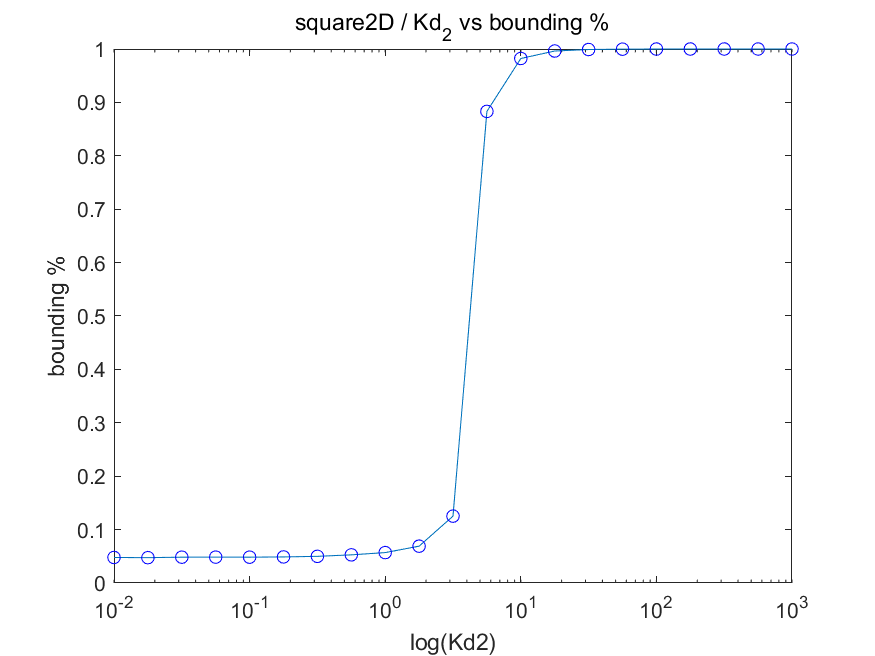 square2D / Kd₂ vs bounding %
1
0.9
0.8
0.7
0.6
0.5
0.4
0.3
0.2
0.1
0
bounding %
10⁻² 10⁻¹ 10⁰ 10¹ 10² 10³
log(Kd2)